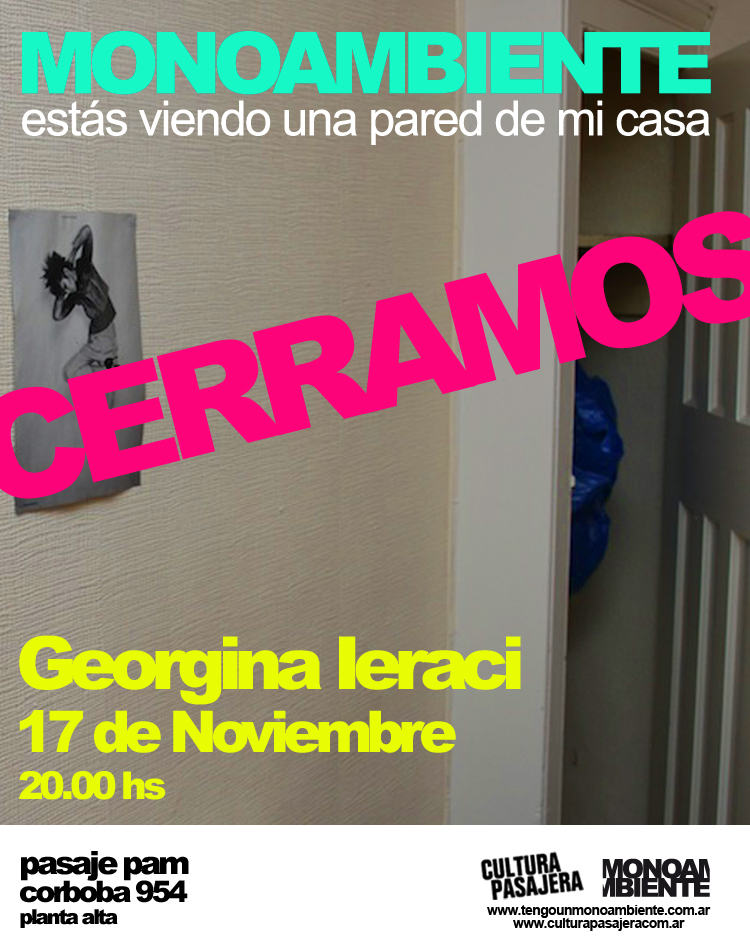 MONOAMBIENTE
estás viendo una pared de mi casa
CERRAMOS
Georgina Ieraci
17 de Noviembre
20.00 hs
pasaje pam
corboba 954
planta alta
CULTURA
PASAJERA
MONOAM
MBIENTE
www.tengounmonoambiente.com.ar
www.culturapasajeracom.ar